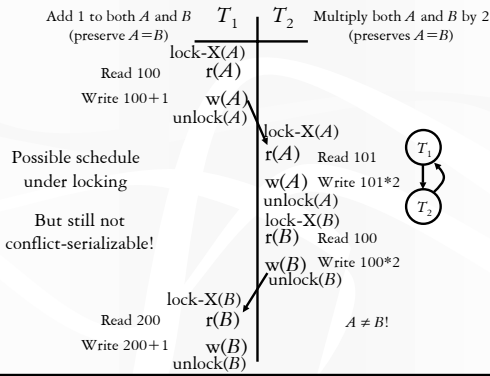 Add 1 to both A and B
(preserve A=B)
T₁
T₂
Multiply both A and B by 2
(preserves A=B)
lock-X(A)
Read 100 r(A)
Write 100+1 w(A)
unlock(A)
lock-X(A)
r(A) Read 101
w(A) Write 101*2
unlock(A)
Possible schedule
under locking
But still not
conflict-serializable!
T₁
T₂
lock-X(B)
r(B) Read 100
w(B) Write 100*2
unlock(B)
lock-X(B)
Read 200 r(B)
A ≠ B!
Write 200+1 w(B)
unlock(B)